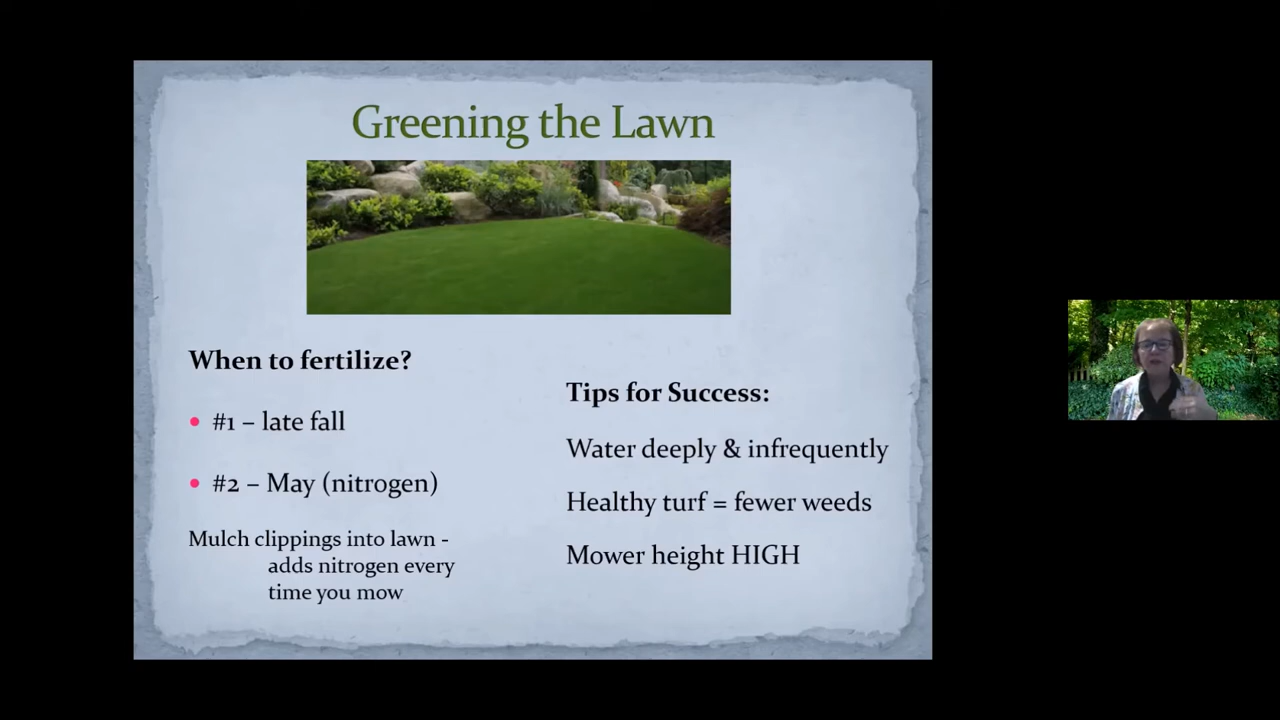 Greening the Lawn
When to fertilize?
• #1 – late fall
• #2 – May (nitrogen)
Mulch clippings into lawn -
adds nitrogen every
time you mow
Tips for Success:
Water deeply & infrequently
Healthy turf = fewer weeds
Mower height HIGH